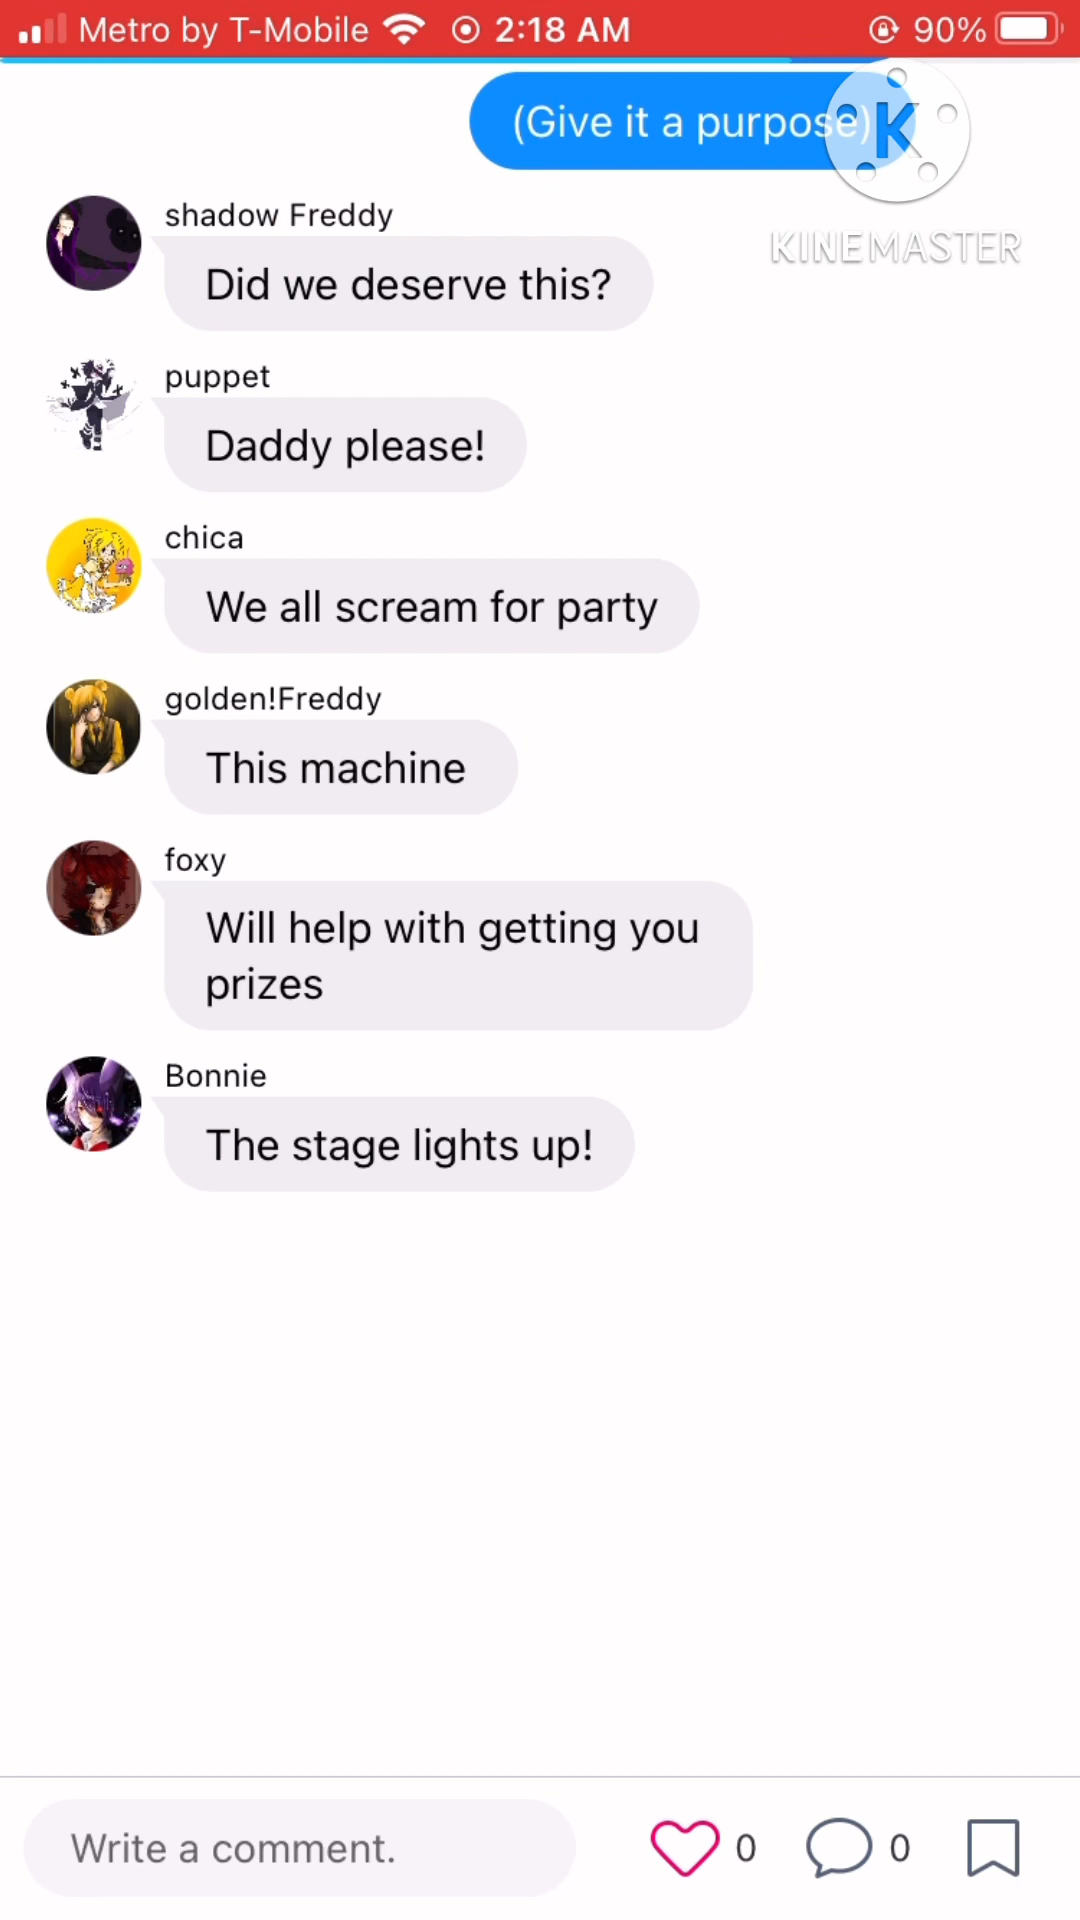 Metro by T-Mobile 2:18 AM 90%
(Give it a purpose)
K
KINEMASTER
shadow Freddy
Did we deserve this?
puppet
Daddy please!
chica
We all scream for party
golden!Freddy
This machine
foxy
Will help with getting you
prizes
Bonnie
The stage lights up!
Write a comment. 0 0